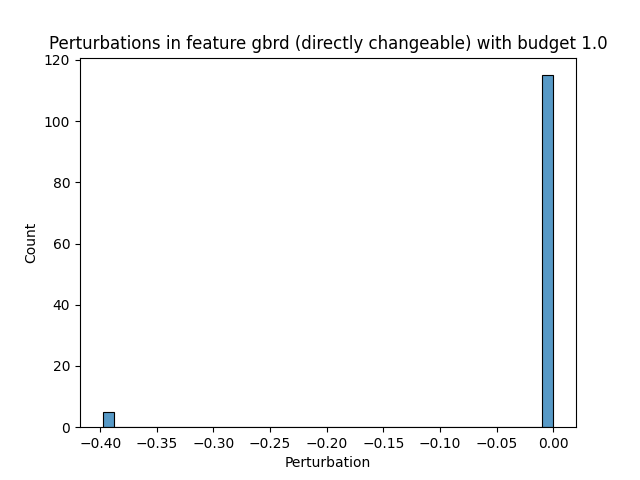 Perturbations in feature gbrd (directly changeable) with budget 1.0
120
100
80
60
40
20
0
Count
−0.40 −0.35 −0.30 −0.25 −0.20 −0.15 −0.10 −0.05 0.00
Perturbation